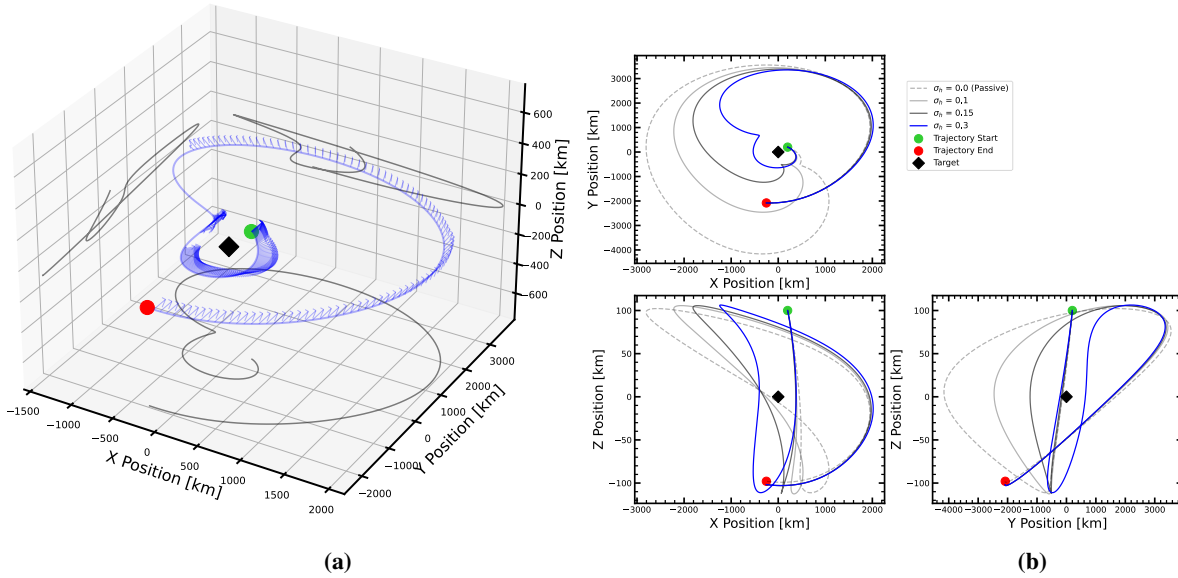 600
400
200
0
−200
−400
−600
Z Position [km]
−1500
−1000
−500
0
500
1000
1500
2000
X Position [km]
−2000
−1000
0
1000
2000
3000
Y Position [km]
(a)
3000
2000
1000
0
−1000
−2000
−3000
−4000
Y Position [km]
−3000 −2000 −1000 0 1000 2000
X Position [km]
σh = 0.0 (Passive)
σh = 0.1
σh = 0.15
σh = 0.3
Trajectory Start
Trajectory End
Target
100
50
0
−50
−100
Z Position [km]
−3000 −2000 −1000 0 1000 2000
X Position [km]
100
50
0
−50
−100
Z Position [km]
−4000 −3000 −2000 −1000 0 1000 2000 3000
Y Position [km]
(b)